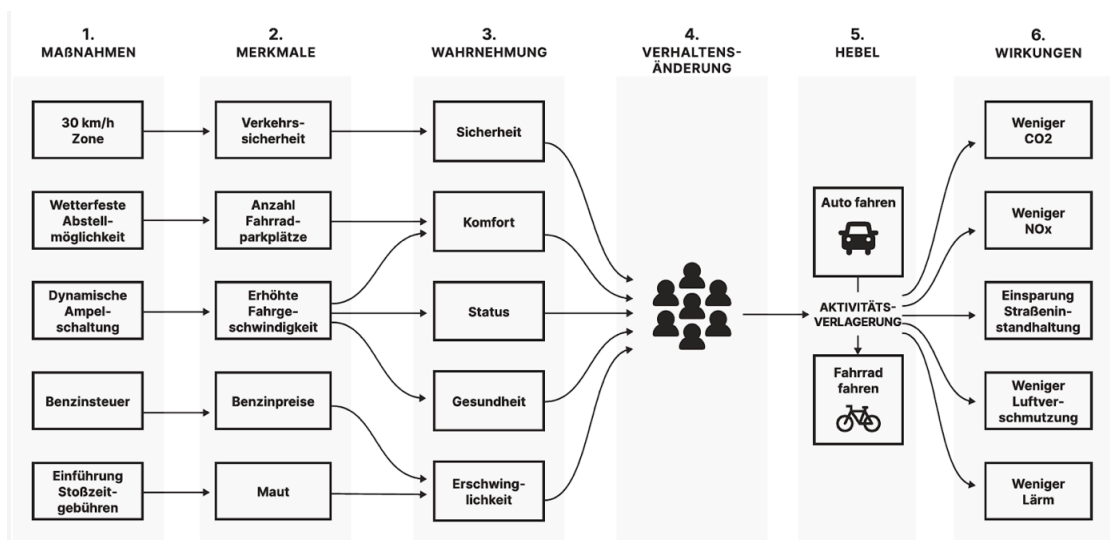 1.
MAßNAHMEN
2.
MERKMALE
3.
WAHRNEHMUNG
4.
VERHALTENS-
ÄNDERUNG
5.
HEBEL
6.
WIRKUNGEN
30 km/h
Zone
Verkehrs-
sicherheit
Sicherheit
Weniger
CO2
Wetterfeste
Abstell-
möglichkeit
Anzahl
Fahrrad-
parkplätze
Komfort
Auto fahren
Weniger
NOx
Dynamische
Ampel-
schaltung
Erhöhte
Fahrge-
schwindigkeit
Status
AKTIVITÄTS-
VERLAGERUNG
Einsparung
Straßenin-
standhaltung
Benzinsteuer
Benzinpreise
Gesundheit
Fahrrad
fahren
Weniger
Luftver-
schmutzung
Einführung
Stoßzeit-
gebühren
Maut
Erschwing-
lichkeit
Weniger
Lärm